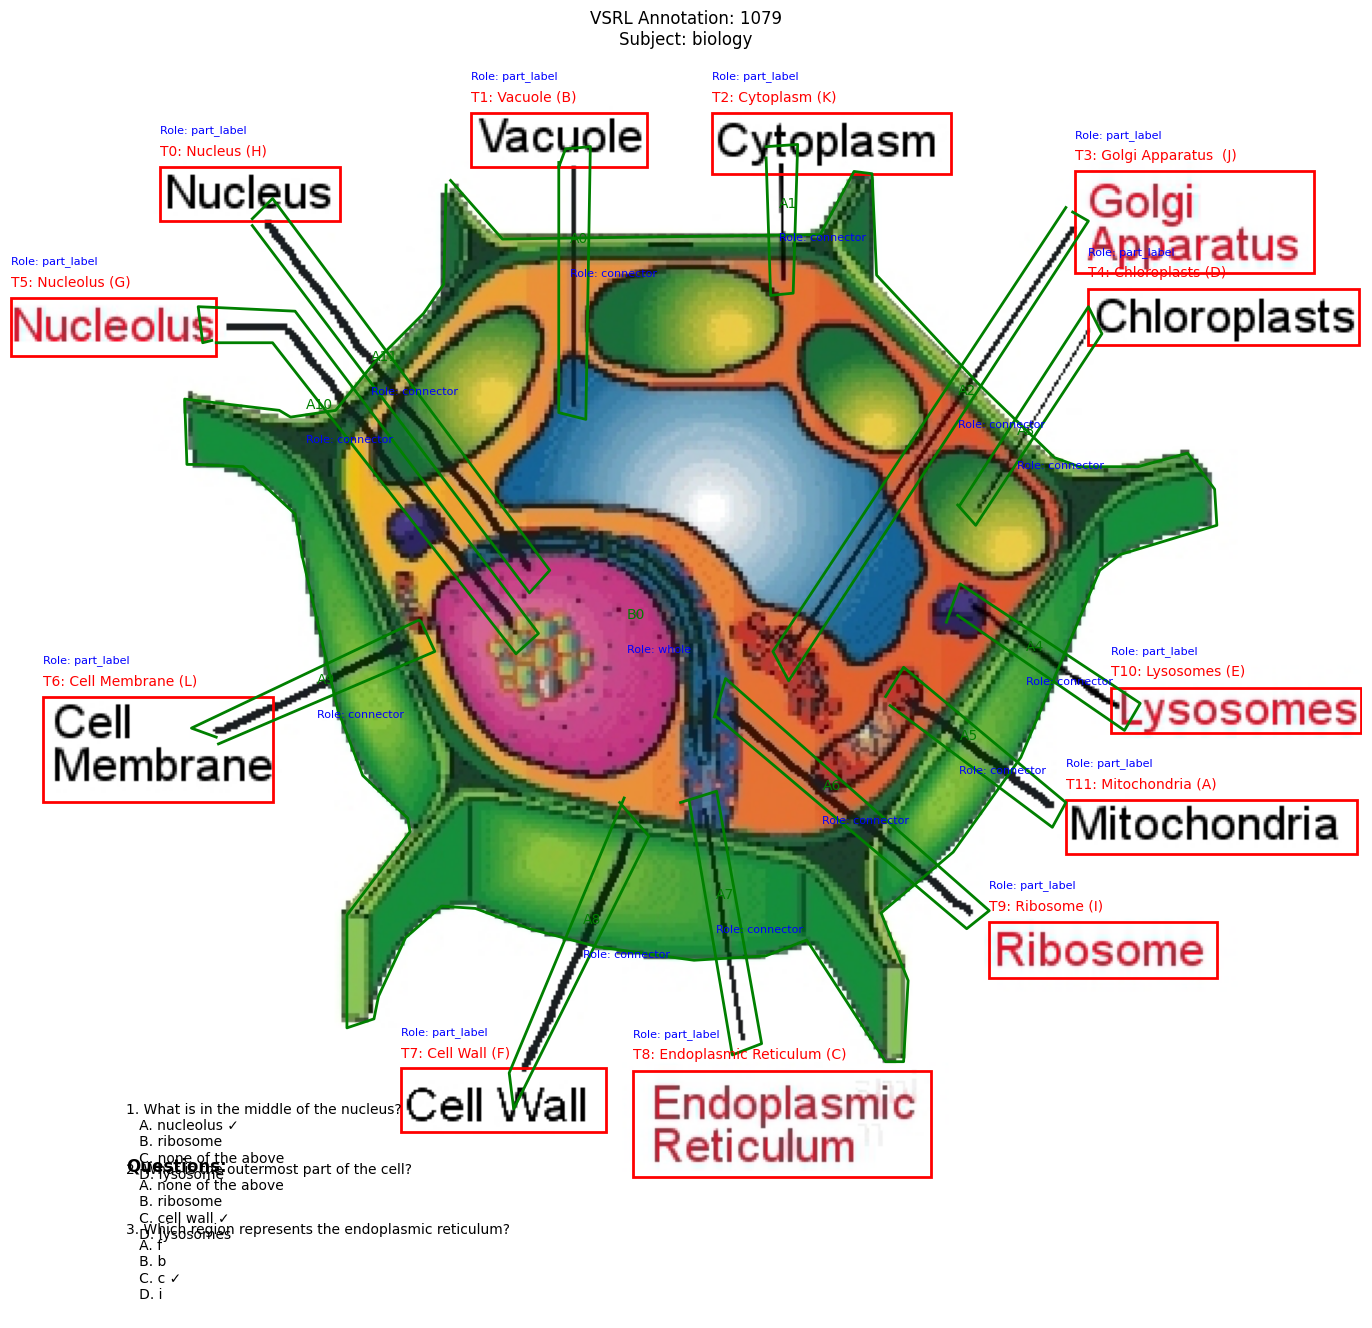 VSRL Annotation: 1079
Subject: biology
Role: part_label
T1: Vacuole (B)
Vacuole
Role: part_label
T2: Cytoplasm (K)
Cytoplasm
Role: part_label
T0: Nucleus (H)
Nucleus
Role: part_label
T3: Golgi Apparatus (J)
Golgi
Apparatus
Role: part_label
T4: Chloroplasts (D)
Chloroplasts
Role: part_label
T5: Nucleolus (G)
Nucleolus
A1
Role: connector
A0
Role: connector
A11
Role: connector
A10
Role: connector
A2
Role: connector
A3
Role: connector
B0
Role: whole
Role: part_label
T6: Cell Membrane (L)
Cell
Membrane
Role: connector
A4
Role: connector
Role: part_label
T10: Lysosomes (E)
Lysosomes
A5
Role: connector
Role: part_label
T11: Mitochondria (A)
Mitochondria
A6
Role: connector
Role: part_label
T9: Ribosome (I)
Ribosome
A7
Role: connector
A8
Role: connector
Role: part_label
T7: Cell Wall (F)
Cell Wall
Role: part_label
T8: Endoplasmic Reticulum (C)
Endoplasmic
Reticulum
Questions:
1. What is in the middle of the nucleus?
A. nucleolus ✓
B. ribosome
C. none of the above
D. lysosome
2. What is the outermost part of the cell?
A. none of the above
B. ribosome
C. cell wall ✓
D. lysosomes
3. Which region represents the endoplasmic reticulum?
A. f
B. b
C. c ✓
D. i